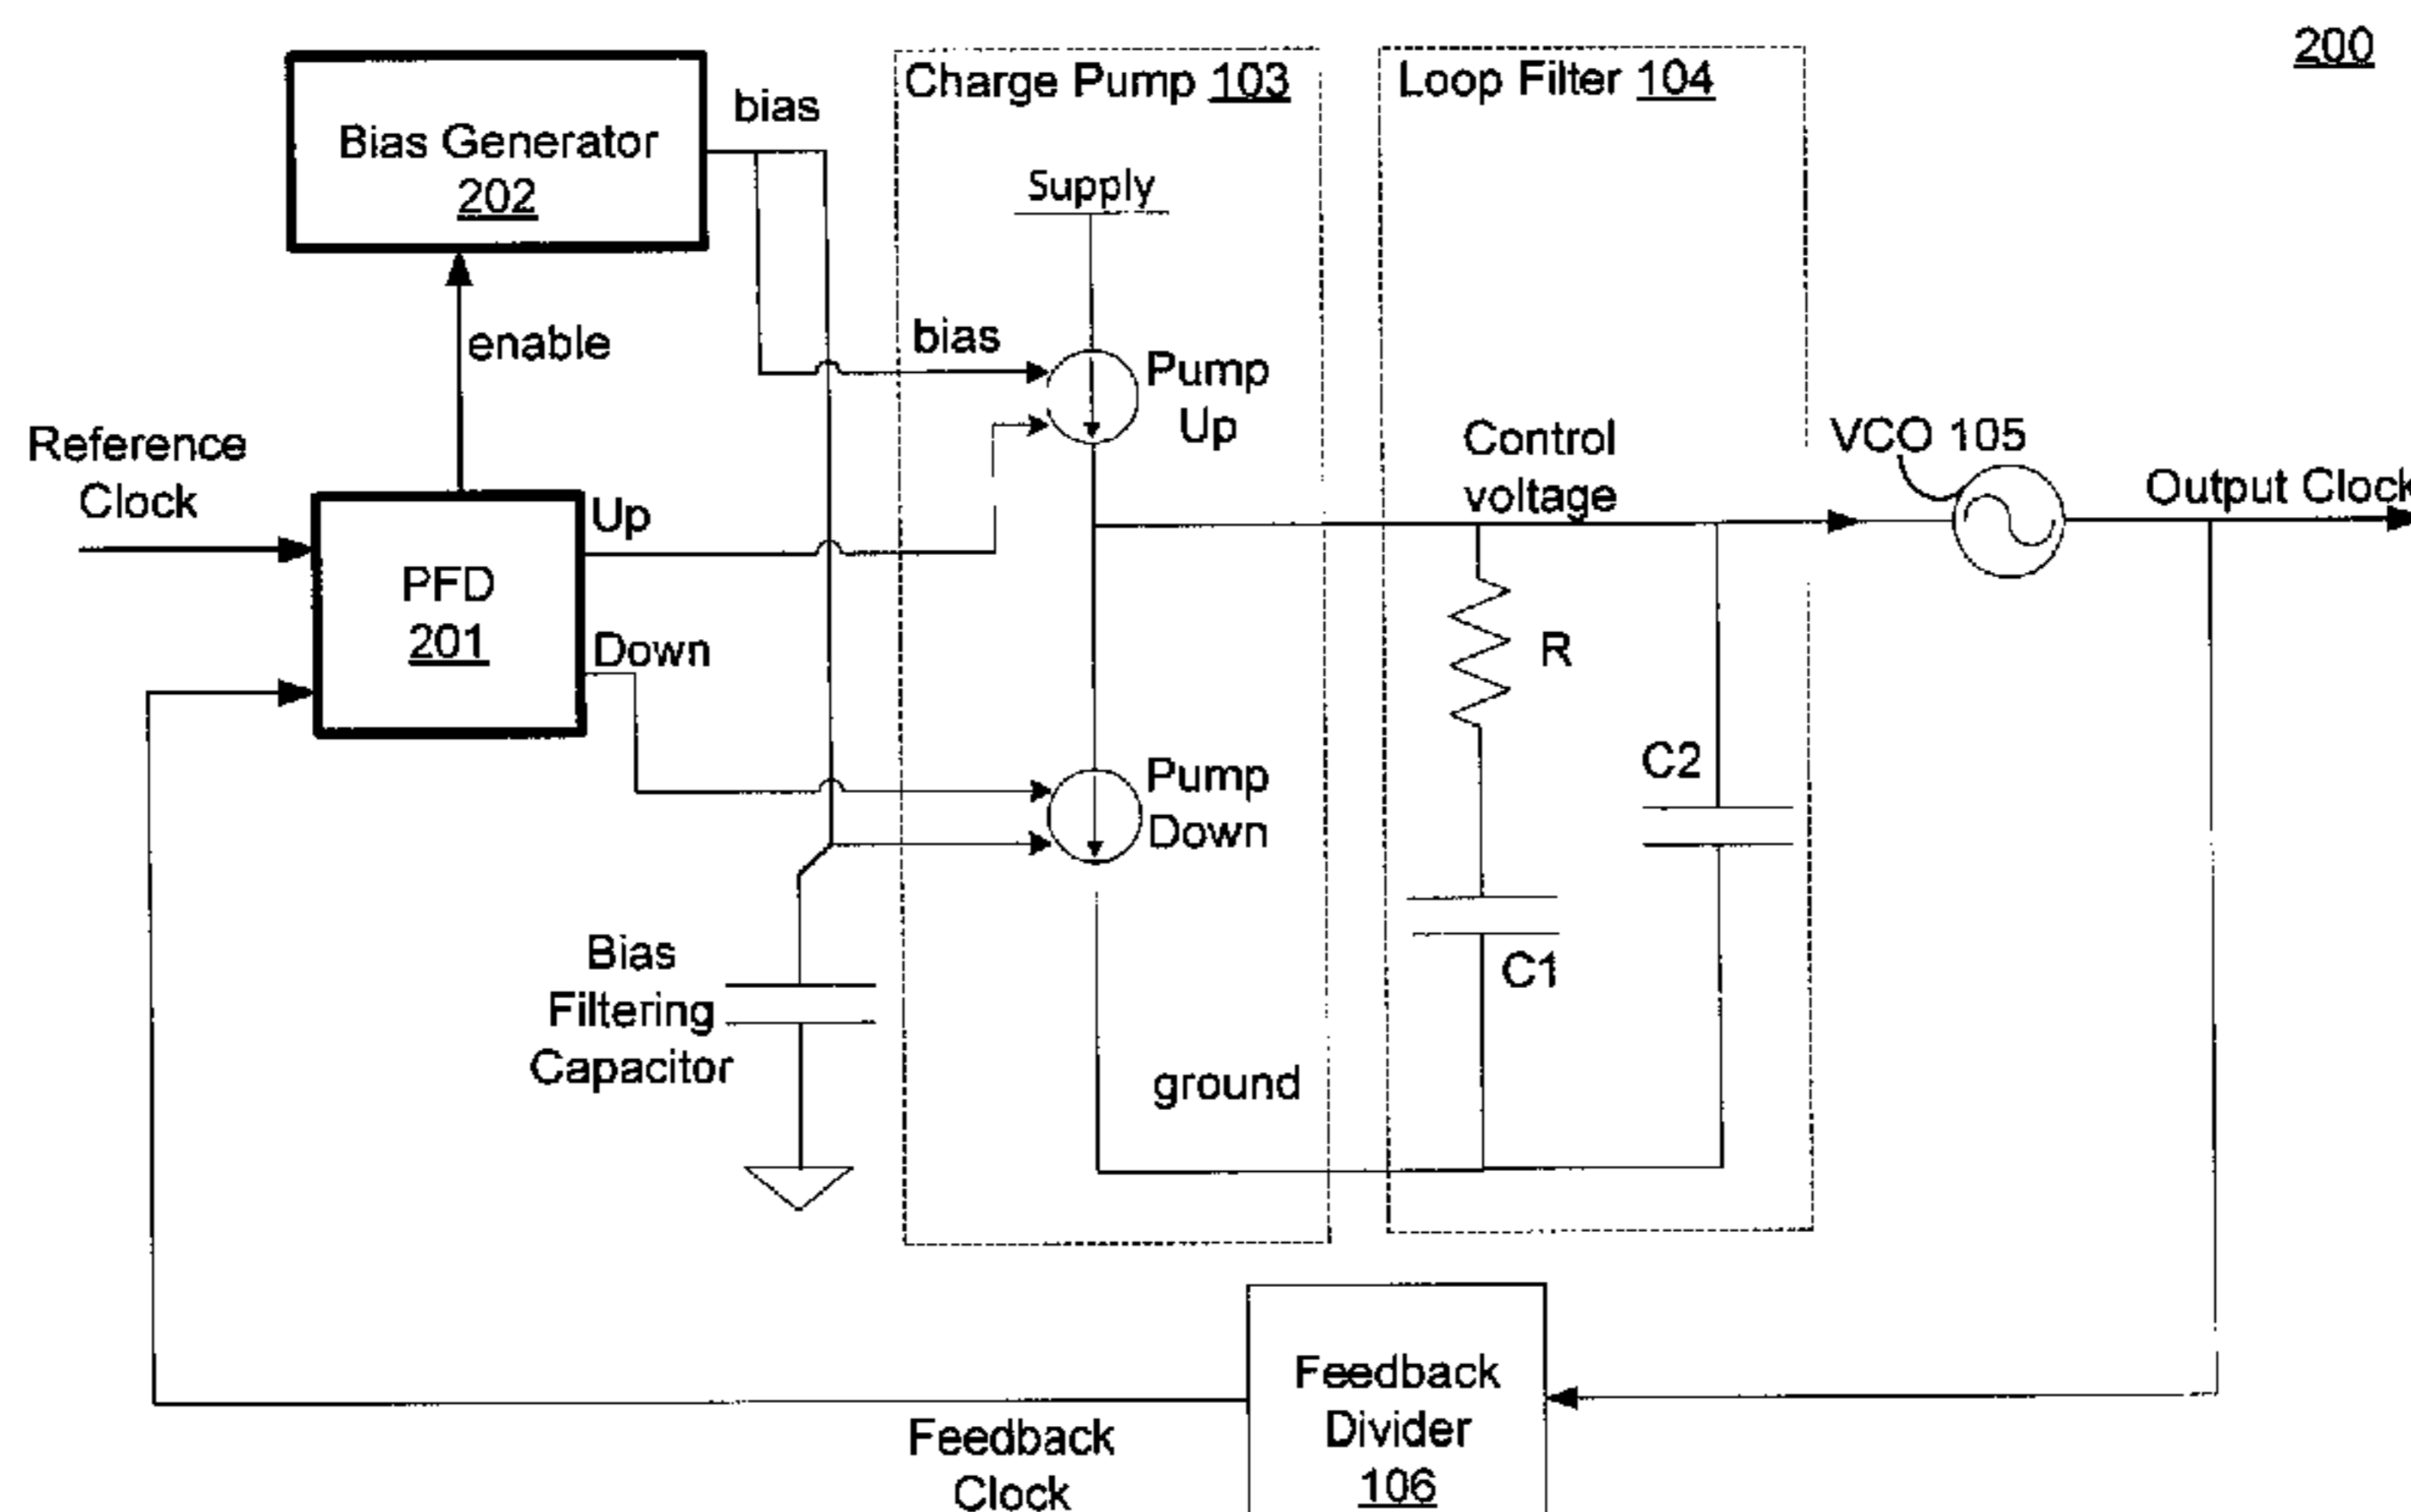 200
Bias Generator
202
bias
Charge Pump 103
Loop Filter 104
Supply
enable
bias
Pump
Up
Reference
Clock
Up
PFD
201
Down
Control
voltage
VCO 105
Output Clock
R
C2
Pump
Down
Bias
Filtering
Capacitor
C1
ground
Feedback
Clock
Feedback
Divider
106